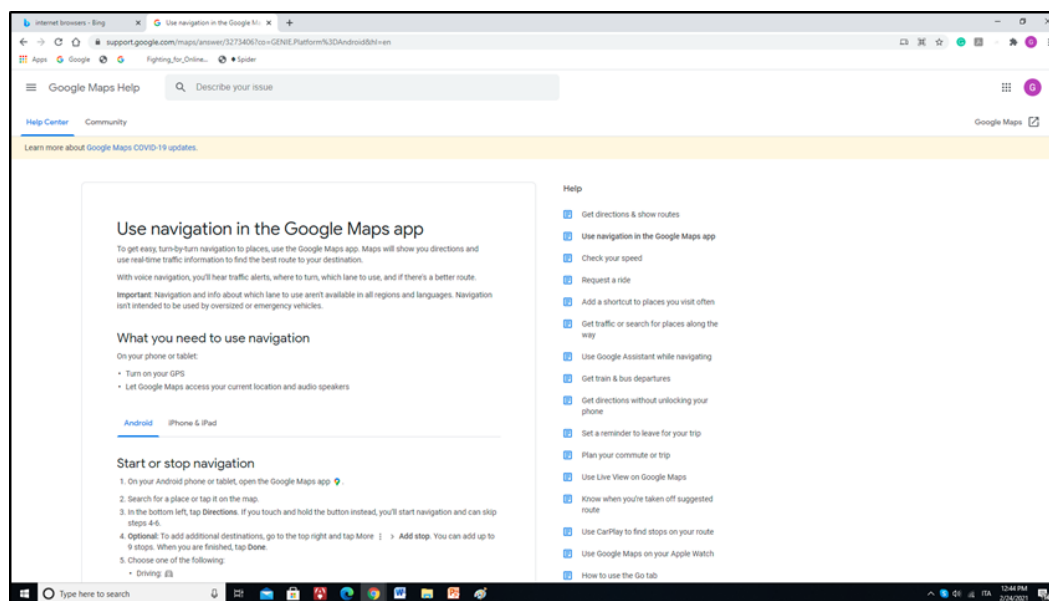 internet browsers - Bing
Use navigation in the Google Ma
support.google.com/maps/answer/3273406?co=GENIE.Platform%3DAndroid&hl=en
Apps
Google
Fighting_for_Online...
Spider
Google Maps Help
Describe your issue
G
Help Center
Community
Google Maps
Learn more about Google Maps COVID-19 updates.
Use navigation in the Google Maps app
To get easy, turn-by-turn navigation to places, use the Google Maps app. Maps will show you directions and
use real-time traffic information to find the best route to your destination.
With voice navigation, you'll hear traffic alerts, where to turn, which lane to use, and if there's a better route.
Important: Navigation and info about which lane to use aren't available in all regions and languages. Navigation
isn't intended to be used by oversized or emergency vehicles.
What you need to use navigation
On your phone or tablet:
• Turn on your GPS
• Let Google Maps access your current location and audio speakers
Android
iPhone & iPad
Start or stop navigation
1. On your Android phone or tablet, open the Google Maps app .
2. Search for a place or tap it on the map.
3. In the bottom left, tap Directions. If you touch and hold the button instead, you'll start navigation and can skip
steps 4-6.
4. Optional: To add additional destinations, go to the top right and tap More ⋮ > Add stop. You can add up to
9 stops. When you are finished, tap Done.
5. Choose one of the following:
• Driving:
Help
Get directions & show routes
Use navigation in the Google Maps app
Check your speed
Request a ride
Add a shortcut to places you visit often
Get traffic or search for places along the
way
Use Google Assistant while navigating
Get train & bus departures
Get directions without unlocking your
phone
Set a reminder to leave for your trip
Plan your commute or trip
Use Live View on Google Maps
Know when you're taken off suggested
route
Use CarPlay to find stops on your route
Use Google Maps on your Apple Watch
How to use the Go tab
Type here to search
ITA
12:44 PM
2/24/2021